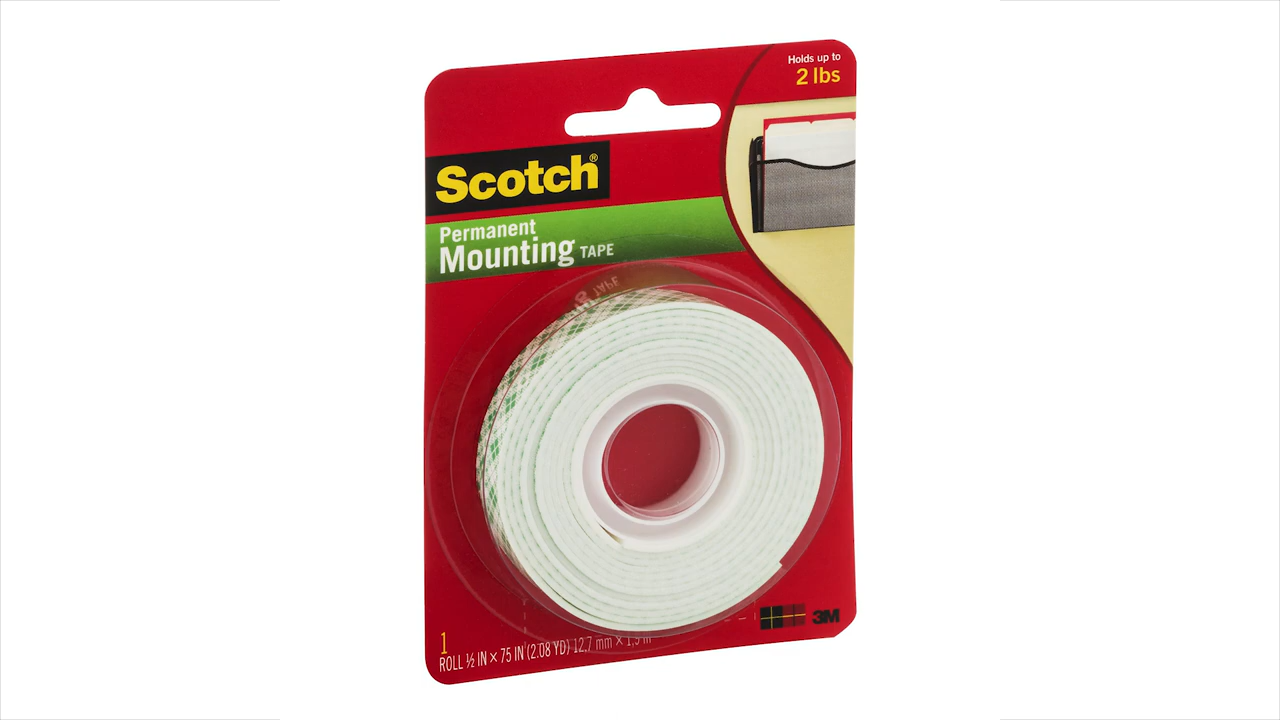 Holds up to
2 lbs
Scotch®
Permanent
Mounting TAPE
TAPE
3M
1
ROLL ½ IN × 75 IN (2.08 YD) 12,7 mm × 1,9 m